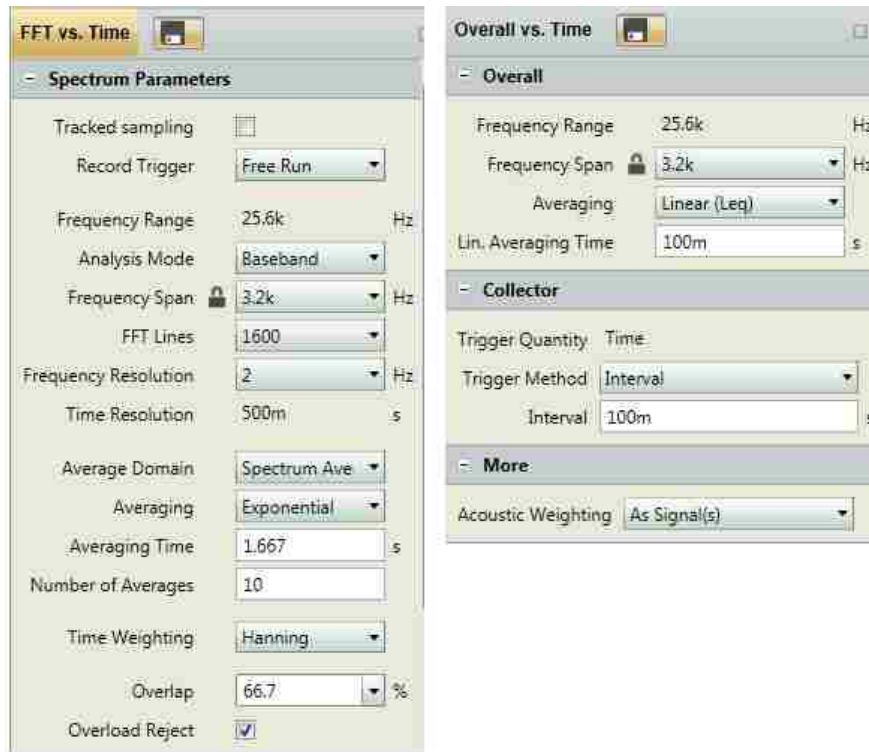 FFT vs. Time
- Spectrum Parameters
Tracked sampling
Record Trigger Free Run
Frequency Range 25.6k Hz
Analysis Mode Baseband
Frequency Span 3.2k Hz
FFT Lines 1600
Frequency Resolution 2 Hz
Time Resolution 500m s
Average Domain Spectrum Ave
Averaging Exponential
Averaging Time 1.667 s
Number of Averages 10
Time Weighting Hanning
Overlap 66.7 %
Overload Reject
Overall vs. Time
- Overall
Frequency Range 25.6k Hz
Frequency Span 3.2k Hz
Averaging Linear (Leq)
Lin. Averaging Time 100m s
- Collector
Trigger Quantity Time
Trigger Method Interval
Interval 100m s
- More
Acoustic Weighting As Signal(s)